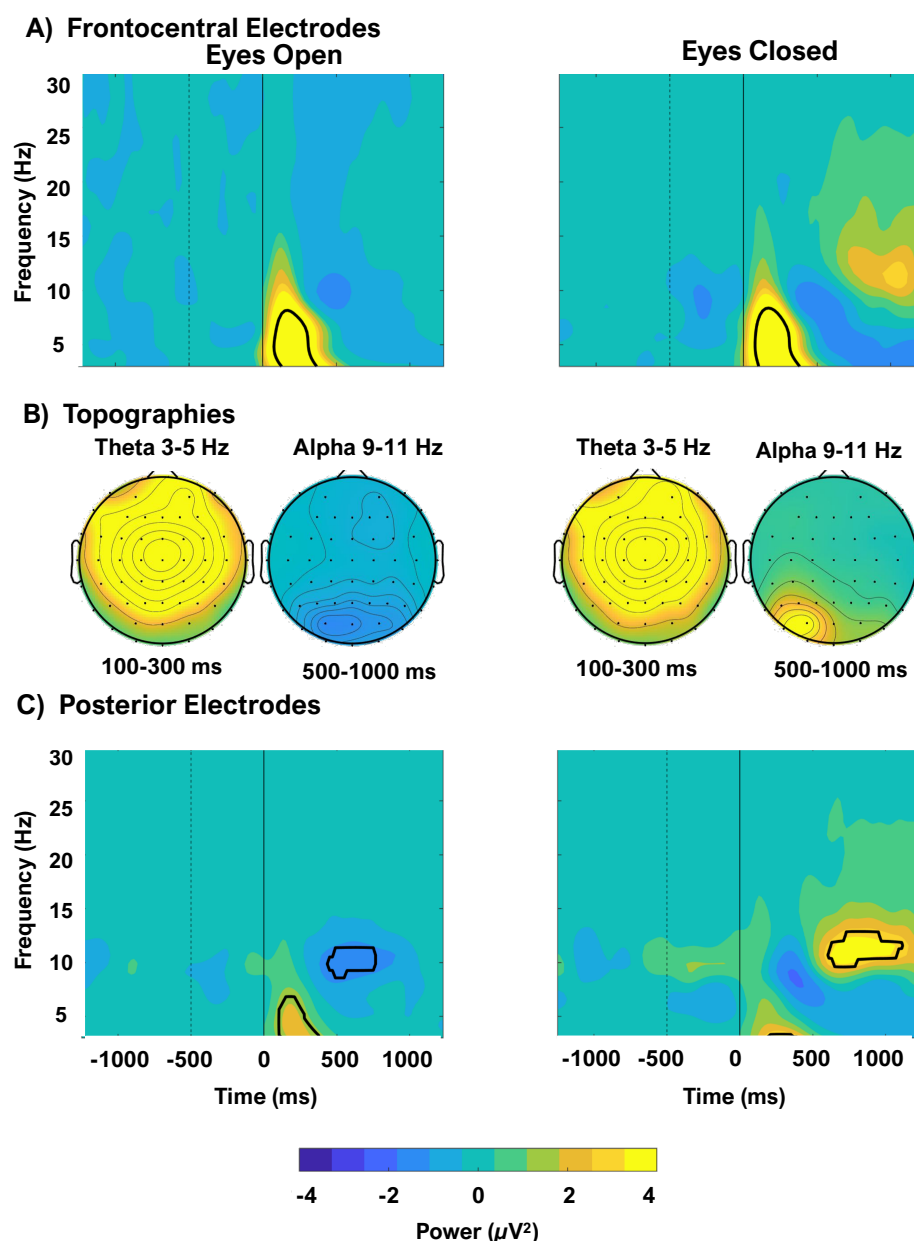 A) Frontocentral Electrodes
Eyes Open
Eyes Closed
30
25
20
15
10
5
Frequency (Hz)
B) Topographies
Theta 3-5 Hz
Alpha 9-11 Hz
Theta 3-5 Hz
Alpha 9-11 Hz
100-300 ms
500-1000 ms
100-300 ms
500-1000 ms
C) Posterior Electrodes
30
25
20
15
10
5
Frequency (Hz)
-1000 -500 0 500 1000
-1000 -500 0 500 1000
Time (ms)
Time (ms)
-4 -2 0 2 4
Power (μV²)